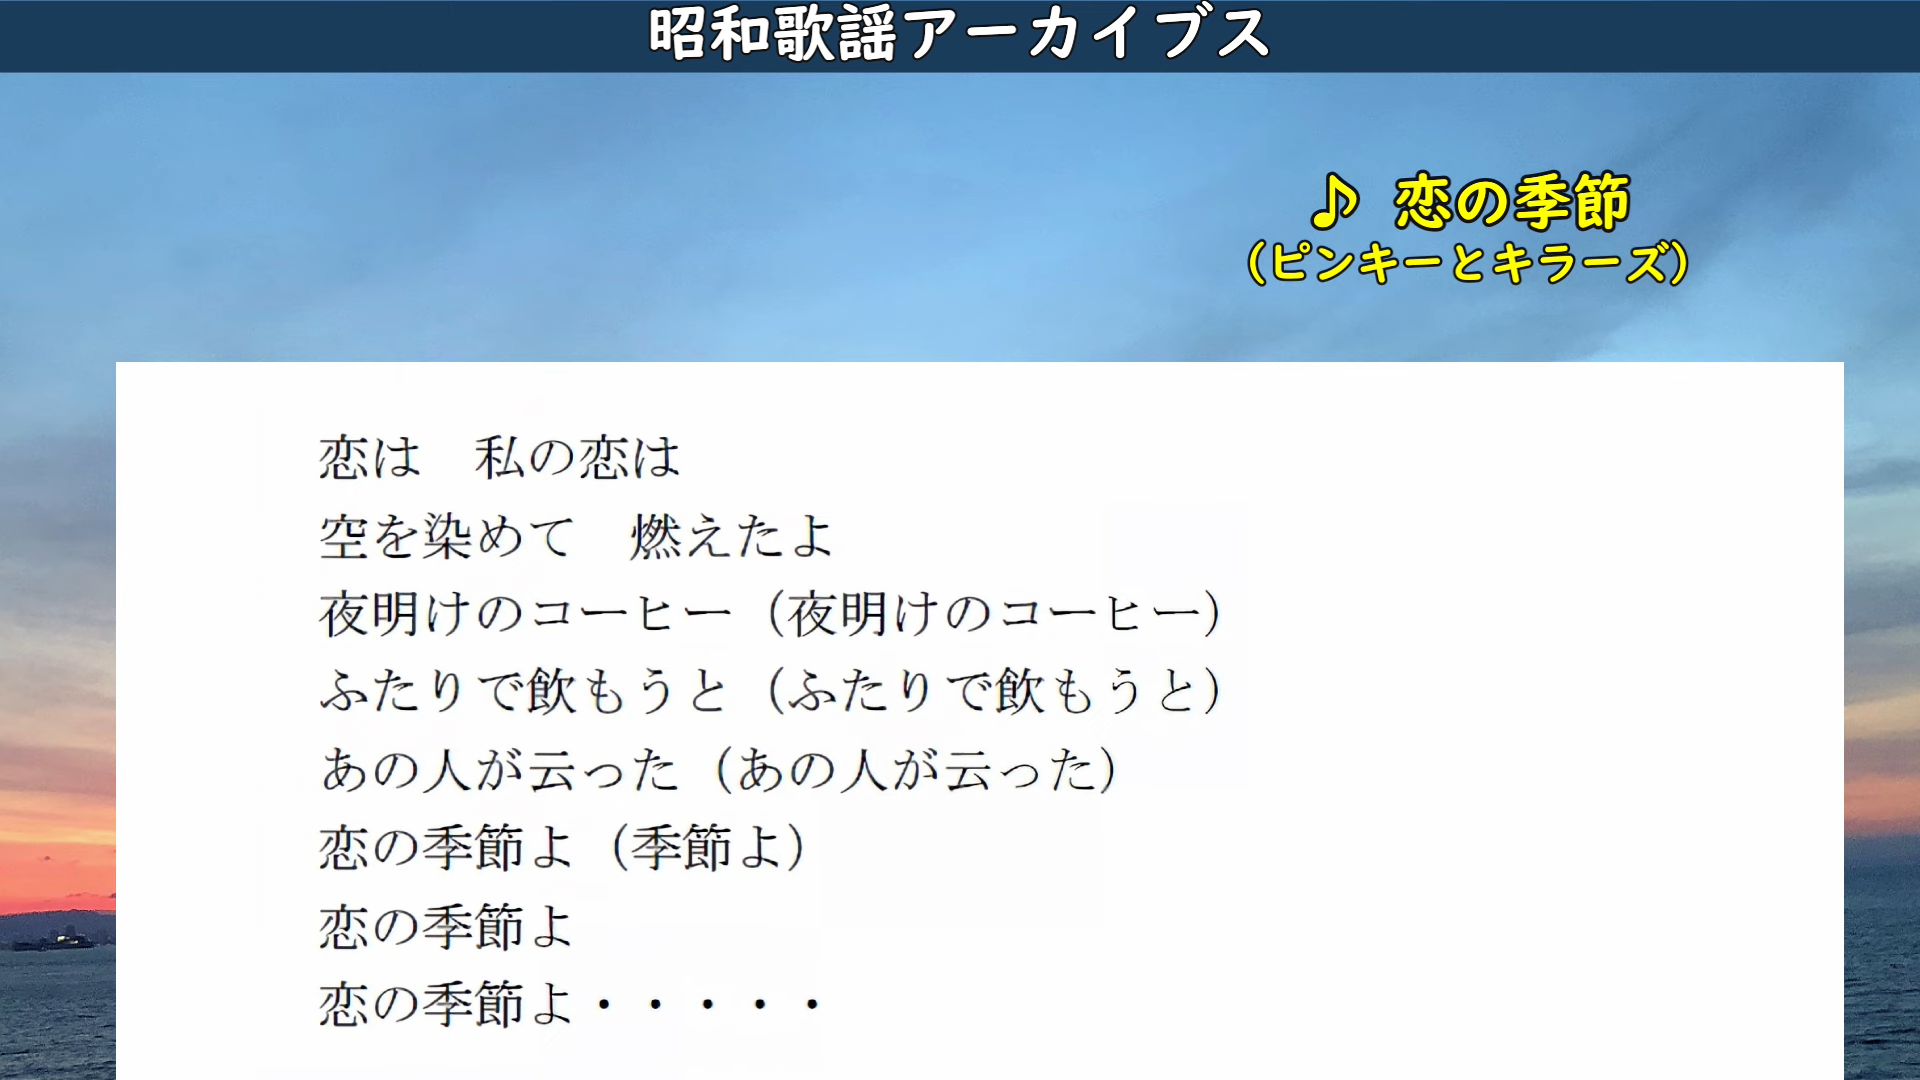 昭和歌謡アーカイブス
♪ 恋の季節
（ピンキーとキラーズ）
恋は　私の恋は
空を染めて　燃えたよ
夜明けのコーヒー（夜明けのコーヒー）
ふたりで飲もうと（ふたりで飲もうと）
あの人が云った（あの人が云った）
恋の季節よ（季節よ）
恋の季節よ
恋の季節よ・・・・・